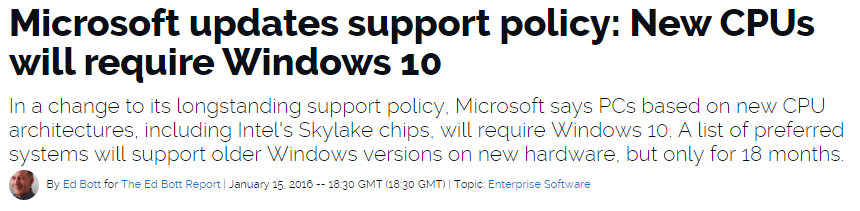 Microsoft updates support policy: New CPUs
will require Windows 10
In a change to its longstanding support policy, Microsoft says PCs based on new CPU
architectures, including Intel's Skylake chips, will require Windows 10. A list of preferred
systems will support older Windows versions on new hardware, but only for 18 months.
By Ed Bott for The Ed Bott Report | January 15, 2016 -- 18:30 GMT (18:30 GMT) | Topic: Enterprise Software